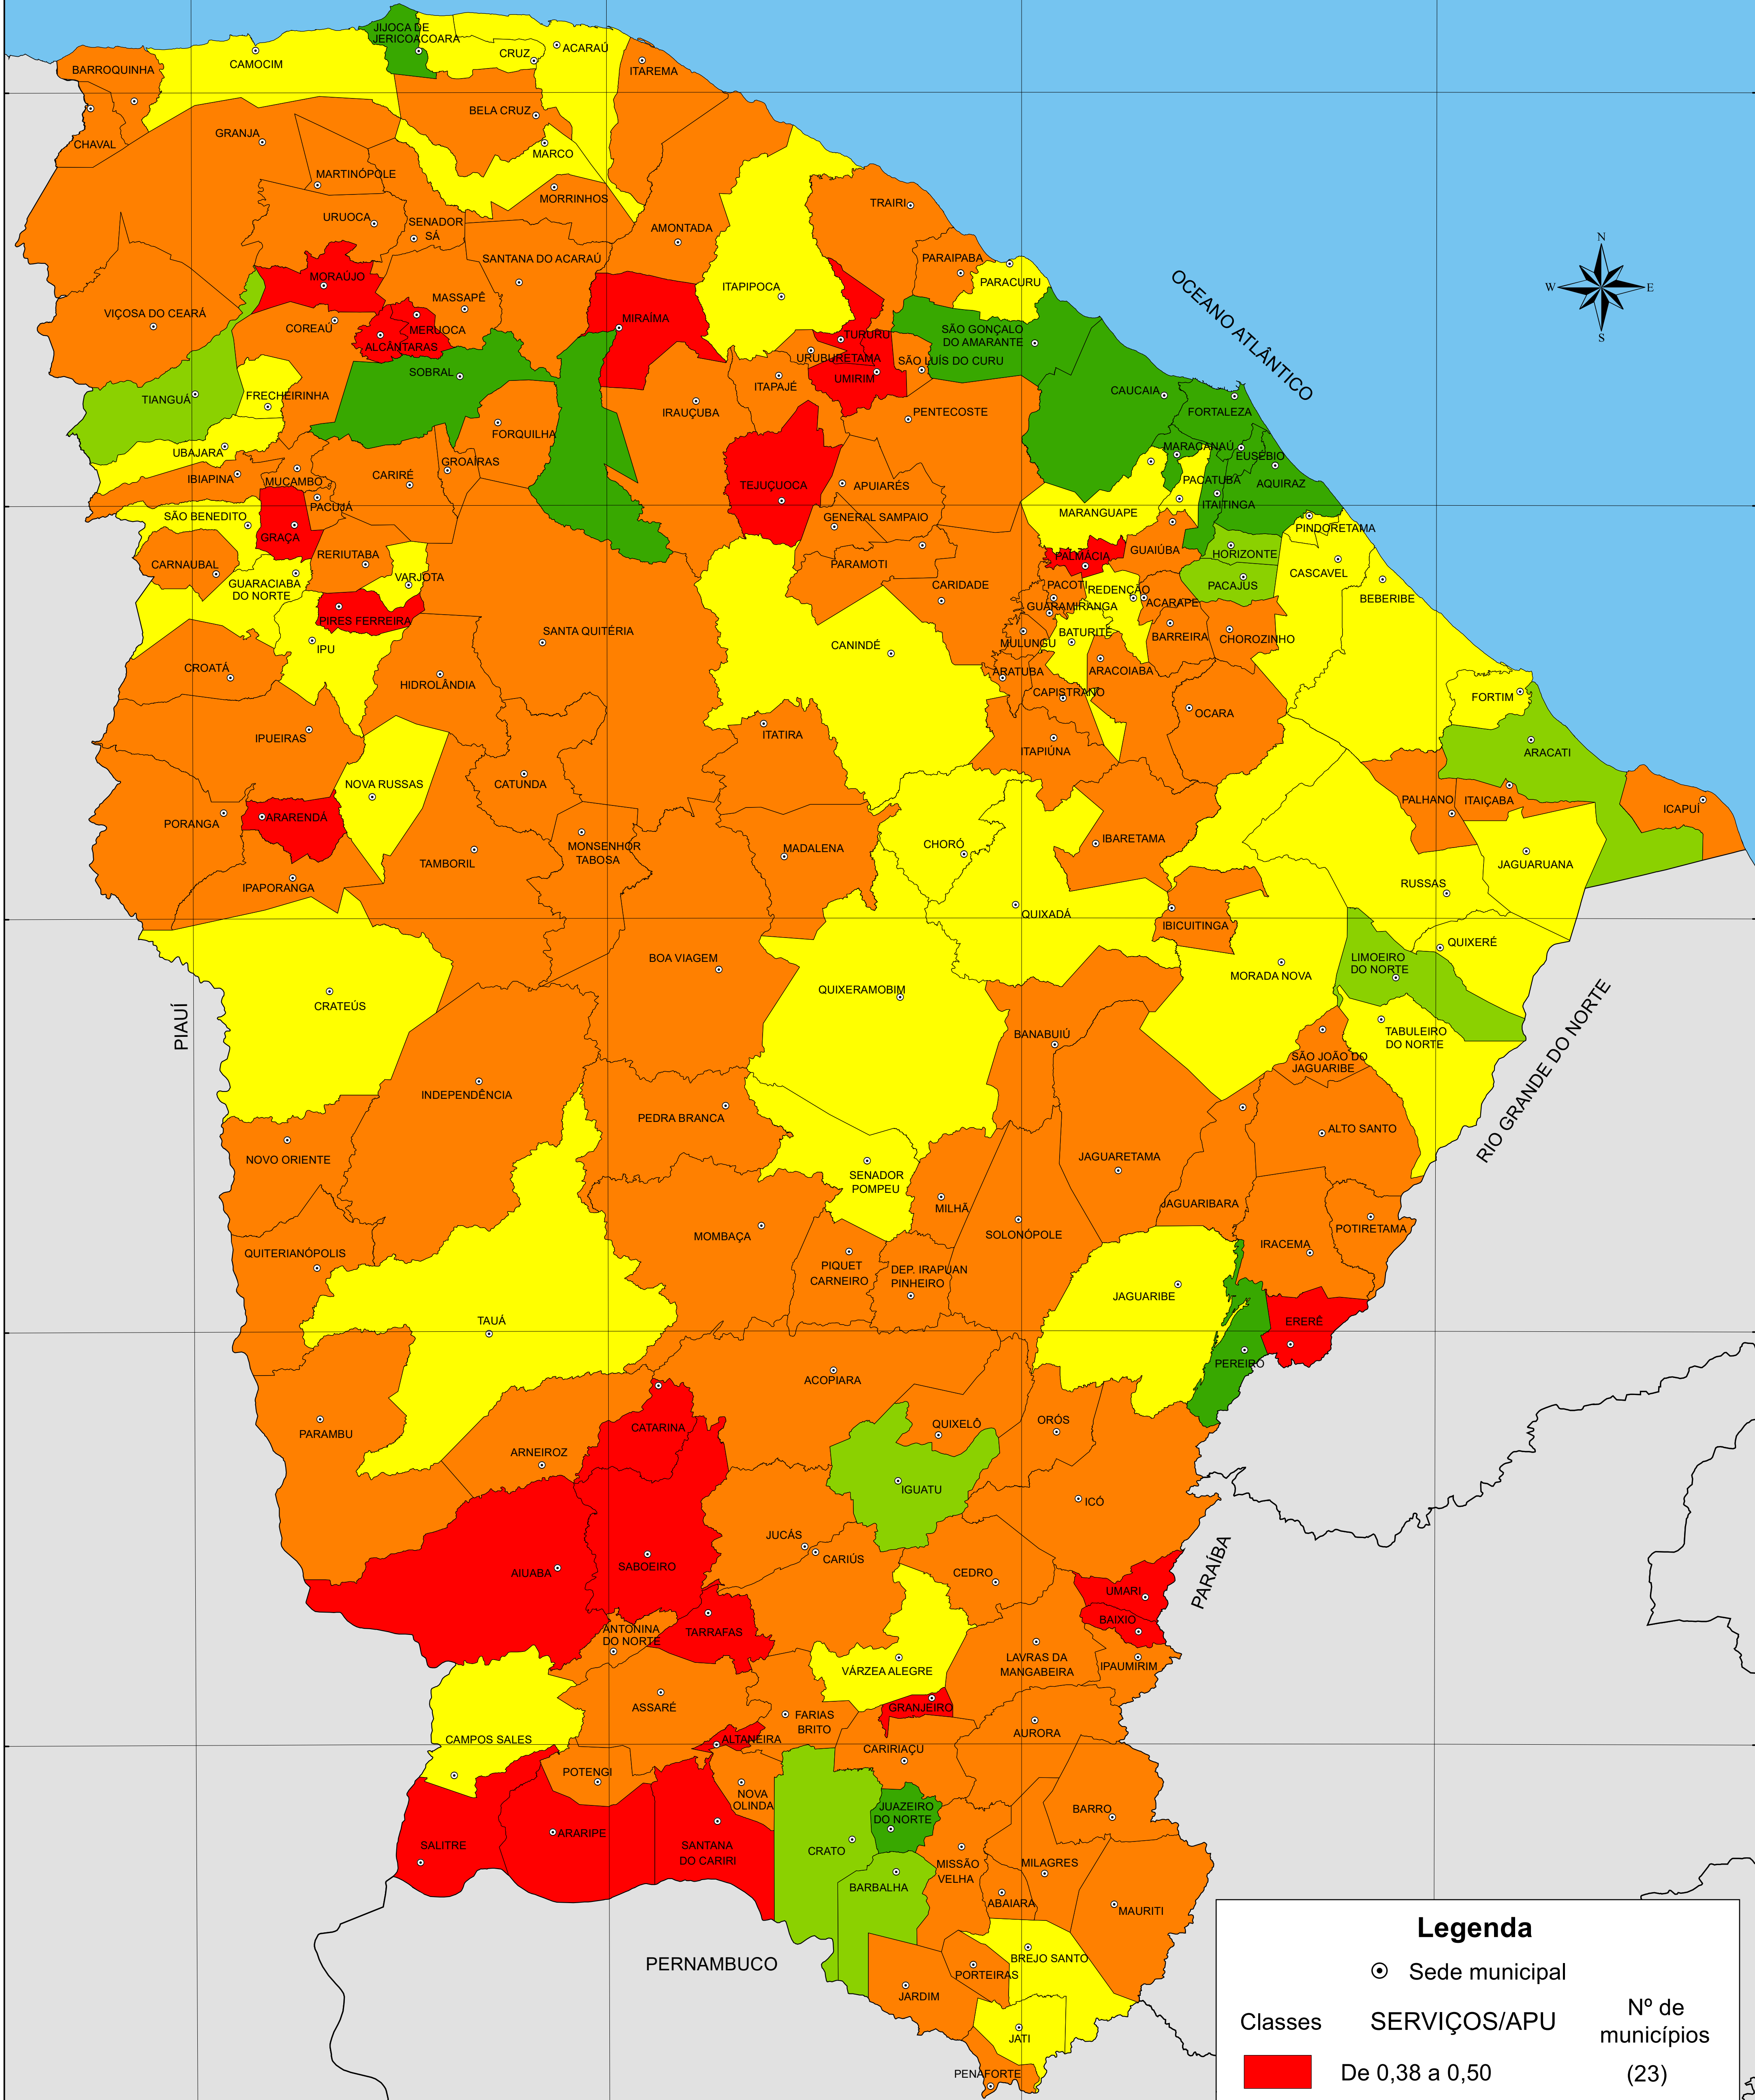 JIJOCA DE
JERICOACOARA
CRUZ
ACARAÚ
BARROQUINHA
CAMOCIM
ITAREMA
BELA CRUZ
CHAVAL
GRANJA
MARCO
MARTINÓPOLE
MORRINHOS
TRAIRI
URUOCA
SENADOR
SÁ
AMONTADA
SANTANA DO ACARAÚ
PARAIPABA
MORAÚJO
ITAPIPOCA
PARACURU
MASSAPÊ
VIÇOSA DO CEARÁ
COREAÚ
MERUOCA
MIRAÍMA
ALCÂNTARAS
TURURU
SÃO GONÇALO
DO AMARANTE
URUBURETAMA
SÃO LUÍS DO CURU
SOBRAL
UMIRIM
ITAPAJÉ
TIANGUÁ
FRECHEIRINHA
CAUCAIA
FORTALEZA
IRAUÇUBA
PENTECOSTE
FORQUILHA
UBAJARA
MARACANAÚ
EUSÉBIO
IBIAPINA
MUCAMBO
CARIRÉ
GROAÍRAS
TEJUÇUOCA
APUIARÉS
PACATUBA
AQUIRAZ
ITAITINGA
PACUJÁ
SÃO BENEDITO
GENERAL SAMPAIO
MARANGUAPE
PINDORETAMA
GRAÇA
RERIUTABA
CARNAUBAL
VARJOTA
PARAMOTI
PALMÁCIA
GUAIÚBA
HORIZONTE
CASCAVEL
GUARACIABA
DO NORTE
CARIDADE
PACOTI
REDENÇÃO
PACAJUS
BEBERIBE
GUARAMIRANGA
ACARAPE
PIRES FERREIRA
SANTA QUITÉRIA
BATURITÉ
BARREIRA
CHOROZINHO
IPU
CANINDÉ
MULUNGU
CROATÁ
ARATUBA
ARACOIABA
HIDROLÂNDIA
CAPISTRANO
FORTIM
OCARA
IPUEIRAS
ITATIRA
ITAPIÚNA
ARACATI
NOVA RUSSAS
CATUNDA
PALHANO
ITAIÇABA
ICAPUÍ
PORANGA
ARARENDÁ
IBARETAMA
MONSENHOR
TABOSA
MADALENA
CHORÓ
TAMBORIL
JAGUARUANA
IPAPORANGA
RUSSAS
QUIXADÁ
IBICUITINGA
QUIXERÉ
BOA VIAGEM
LIMOEIRO
DO NORTE
MORADA NOVA
QUIXERAMOBIM
CRATEÚS
BANABUIÚ
TABULEIRO
DO NORTE
SÃO JOÃO DO
JAGUARIBE
INDEPENDÊNCIA
PEDRA BRANCA
ALTO SANTO
NOVO ORIENTE
JAGUARETAMA
SENADOR
POMPEU
JAGUARIBARA
MILHÃ
POTIRETAMA
MOMBAÇA
SOLONÓPOLE
IRACEMA
QUITERIANÓPOLIS
PIQUET
CARNEIRO
DEP. IRAPUAN
PINHEIRO
JAGUARIBE
TAUÁ
ERERÊ
PEREIRO
ACOPIARA
QUIXELÔ
ORÓS
PARAMBU
CATARINA
ARNEIROZ
IGUATU
ICÓ
JUCÁS
CARIÚS
AIUABA
SABOEIRO
CEDRO
UMARI
BAIXIO
ANTONINA
DO NORTE
TARRAFAS
LAVRAS DA
MANGABEIRA
IPAUMIRIM
VÁRZEA ALEGRE
ASSARÉ
GRANJEIRO
FARIAS
BRITO
AURORA
CAMPOS SALES
ALTANEIRA
CARIRIAÇU
POTENGI
NOVA
OLINDA
JUAZEIRO
DO NORTE
BARRO
ARARIPE
SALITRE
SANTANA
DO CARIRI
CRATO
MISSÃO
VELHA
MILAGRES
BARBALHA
ABAIARA
MAURITI
BREJO SANTO
PORTEIRAS
JARDIM
JATI
PENAFORTE
OCEANO ATLÂNTICO
N
W
E
S
PIAUÍ
RIO GRANDE DO NORTE
PARAÍBA
PERNAMBUCO
Legenda
Sede municipal
Classes SERVIÇOS/APU Nº de
municípios
De 0,38 a 0,50 (23)